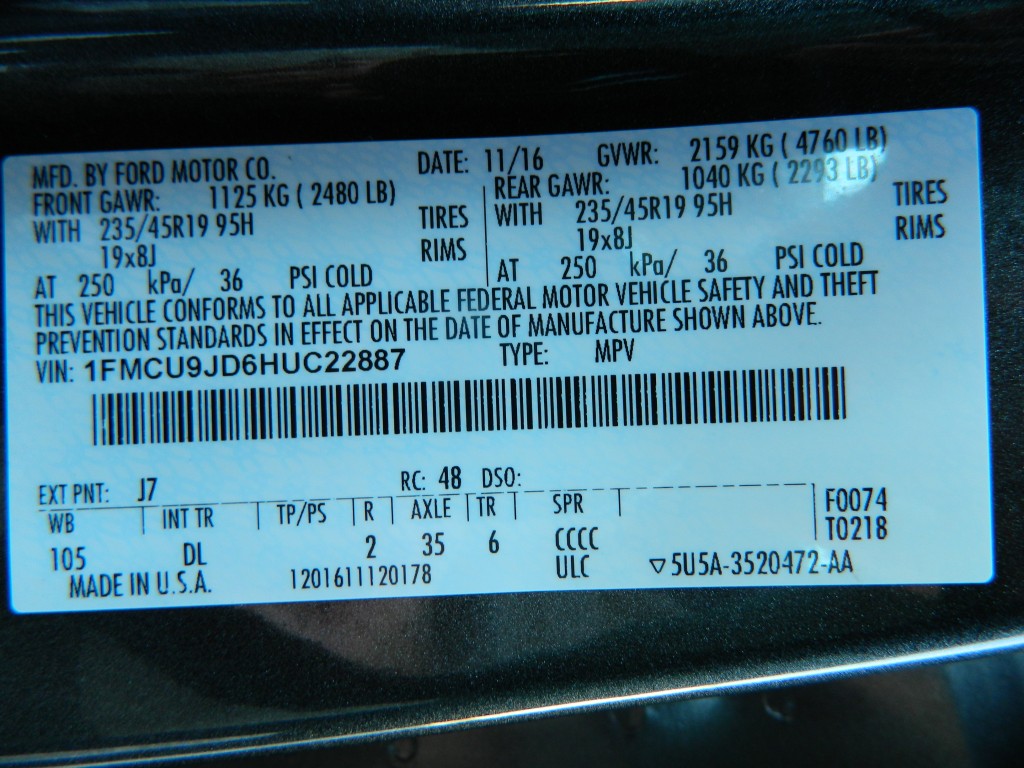 MFD. BY FORD MOTOR CO. DATE: 11/16 GVWR: 2159 KG ( 4760 LB)
FRONT GAWR: 1125 KG ( 2480 LB) REAR GAWR: 1040 KG ( 2293 LB)
WITH 235/45R19 95H TIRES WITH 235/45R19 95H TIRES
19x8J RIMS 19x8J RIMS
AT 250 kPa/ 36 PSI COLD AT 250 kPa/ 36 PSI COLD
THIS VEHICLE CONFORMS TO ALL APPLICABLE FEDERAL MOTOR VEHICLE SAFETY AND THEFT
PREVENTION STANDARDS IN EFFECT ON THE DATE OF MANUFACTURE SHOWN ABOVE.
VIN: 1FMCU9JD6HUC22887 TYPE: MPV
EXT PNT: J7 RC: 48 DSO:
WB INT TR TP/PS R AXLE TR SPR F0074
105 DL 2 35 6 CCCC T0218
MADE IN U.S.A. 1201611120178 ULC ▽5U5A-3520472-AA